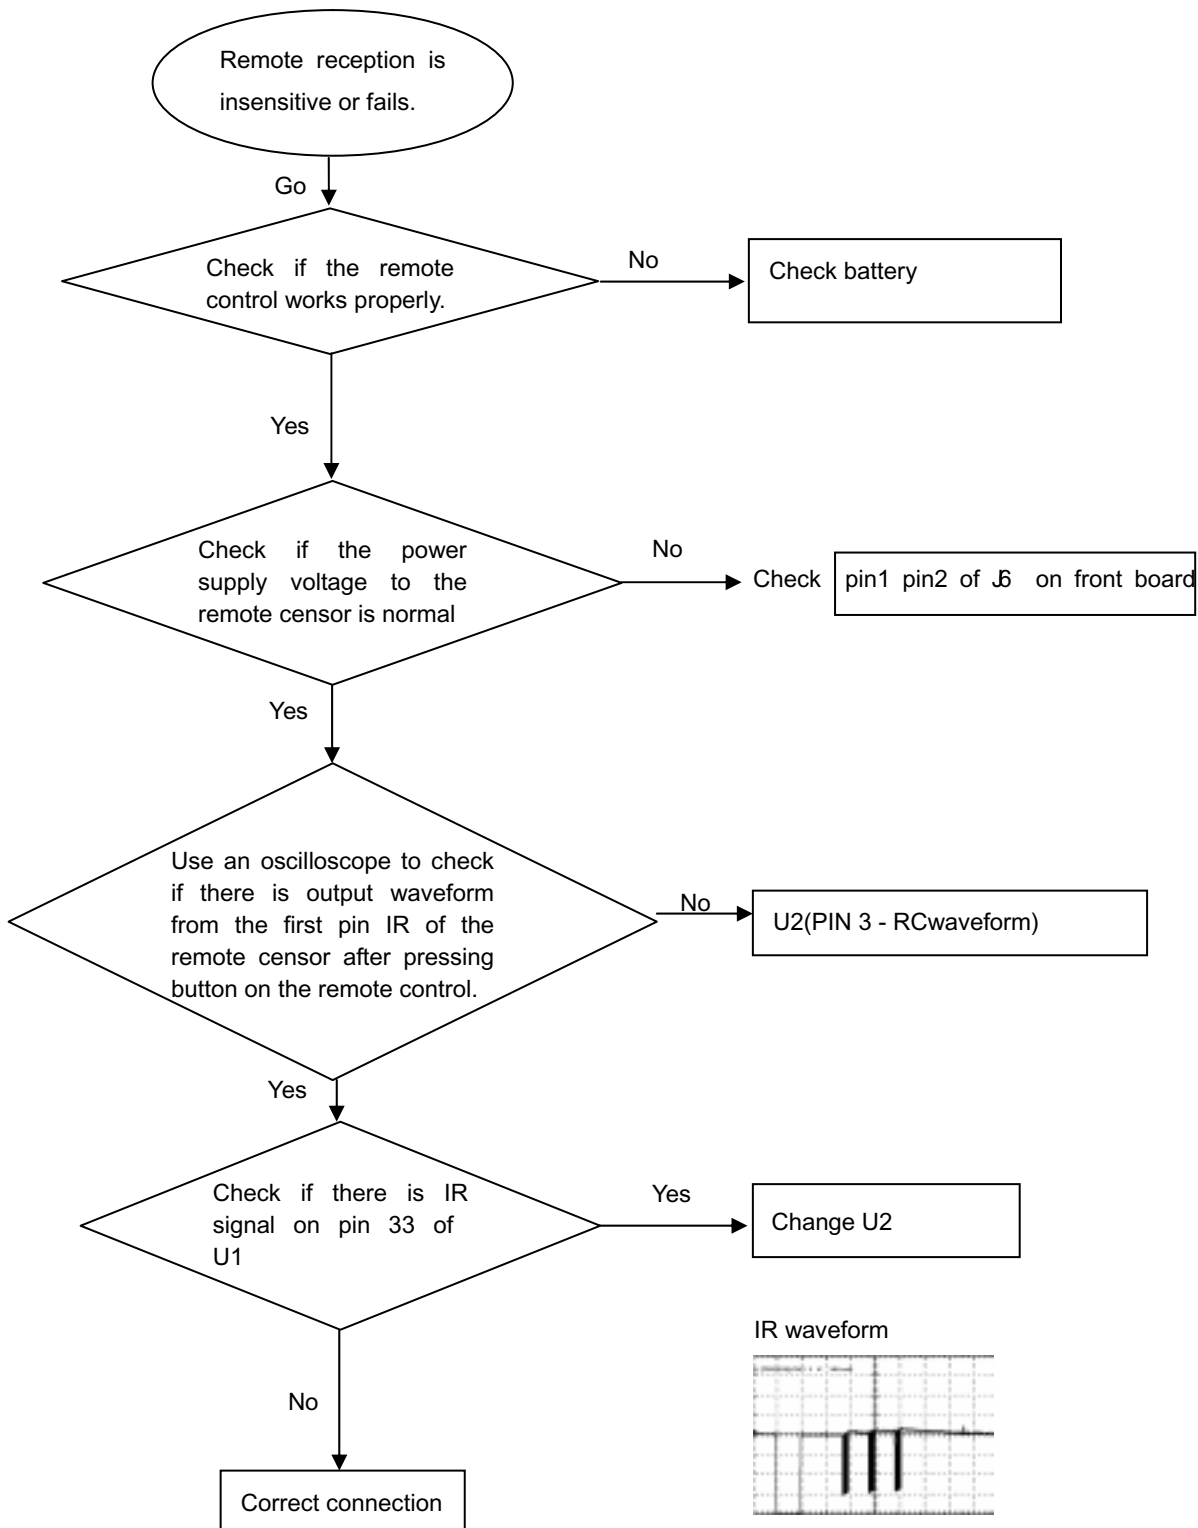 Remote reception is
insensitive or fails.
Go
Check if the remote
control works properly.
No
Check battery
Yes
Check if the power
supply voltage to the
remote censor is normal
No
Check pin1 pin2 of J6 on front board
Yes
Use an oscilloscope to check
if there is output waveform
from the first pin IR of the
remote censor after pressing
button on the remote control.
No
U2(PIN 3 - RCwaveform)
Yes
Check if there is IR
signal on pin 33 of
U1
Yes
Change U2
IR waveform
No
Correct connection